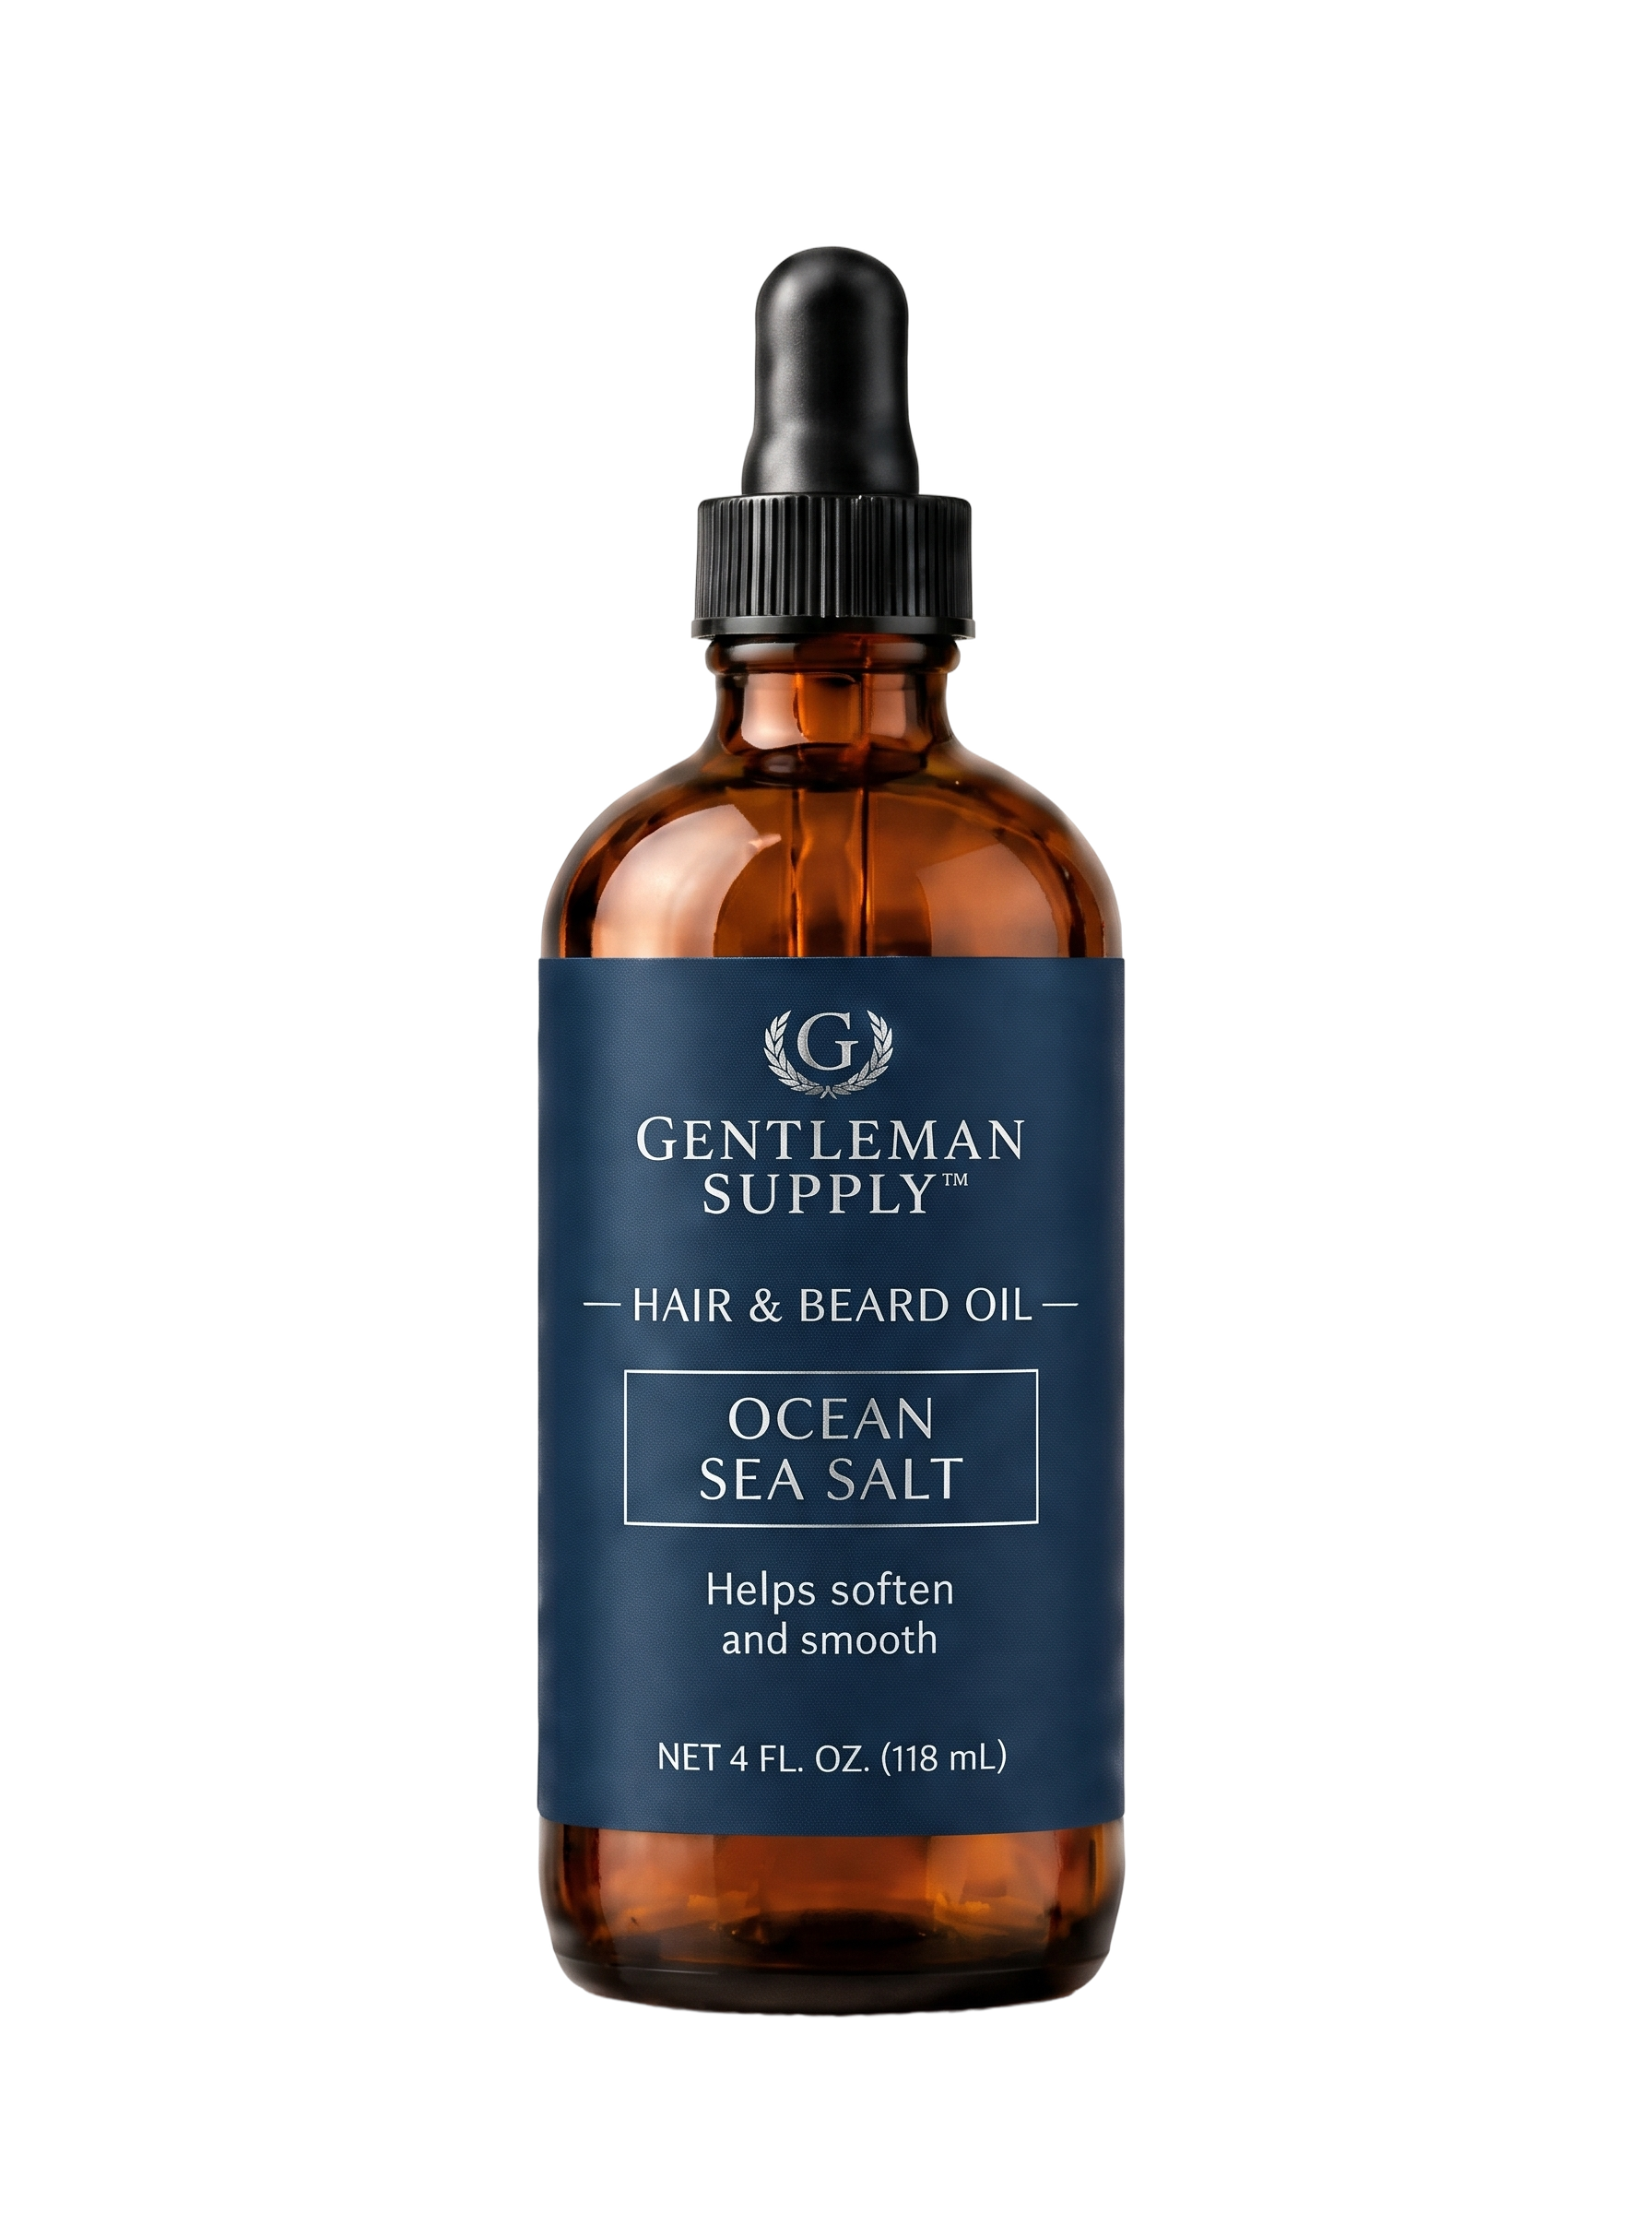 G
GENTLEMAN
SUPPLY™
HAIR & BEARD OIL
OCEAN
SEA SALT
Helps soften
and smooth
NET 4 FL. OZ. (118 mL)